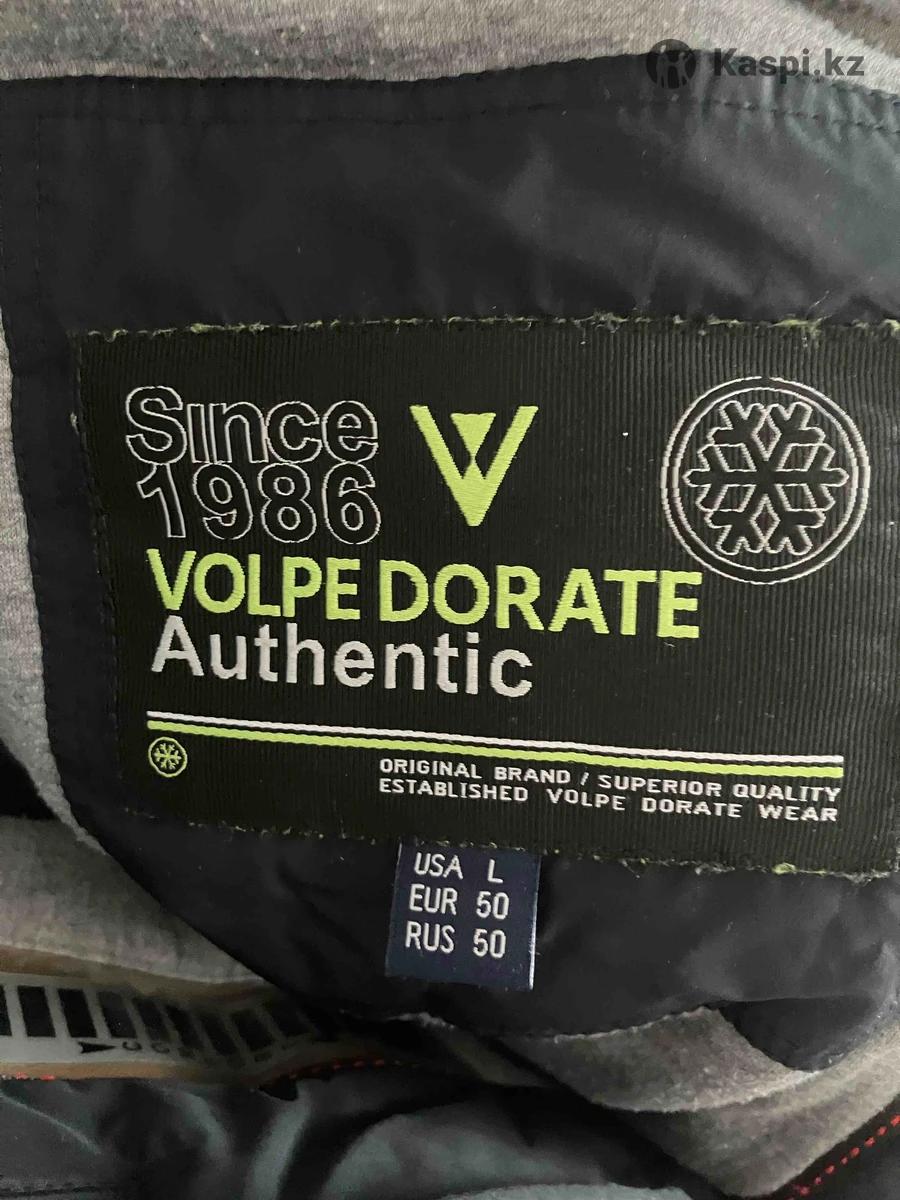 Kaspi.kz
Since
1986
VOLPE DORATE
Authentic
ORIGINAL BRAND / SUPERIOR QUALITY
ESTABLISHED VOLPE DORATE WEAR
USA L
EUR 50
RUS 50